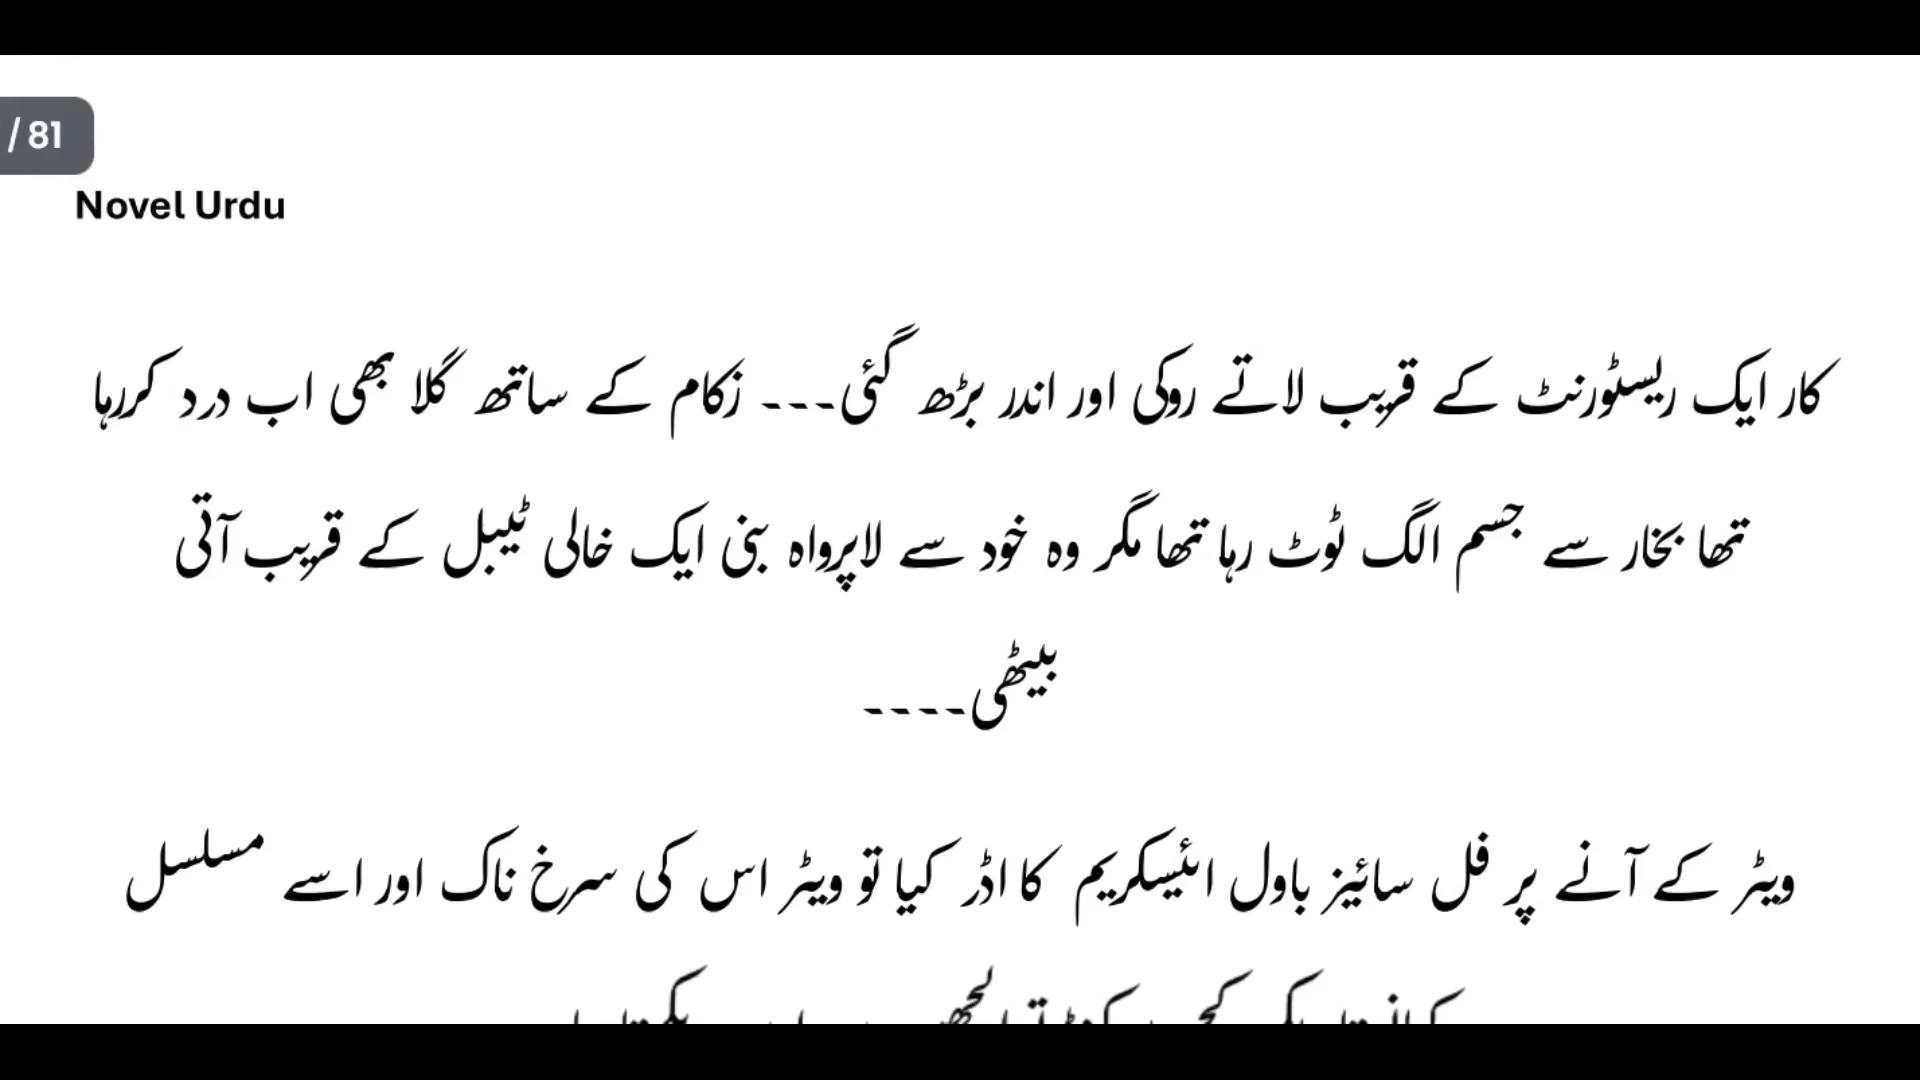 / 81
Novel Urdu
کار ایک ریسٹورنٹ کے قریب لاتے روکی اور اندر بڑھ گئی۔۔۔ زکام کے ساتھ گلا بھی اب درد کررہا
تھا بخار سے جسم الگ ٹوٹ رہا تھا مگر وہ خود سے لاپرواہ بنی ایک خالی ٹیبل کے قریب آتی
بیٹھی۔۔۔۔
ویٹر کے آنے پر فل سائیز باول ائیسکریم کا اڈر کیا تو ویٹر اس کی سرخ ناک اور اسے مسلسل